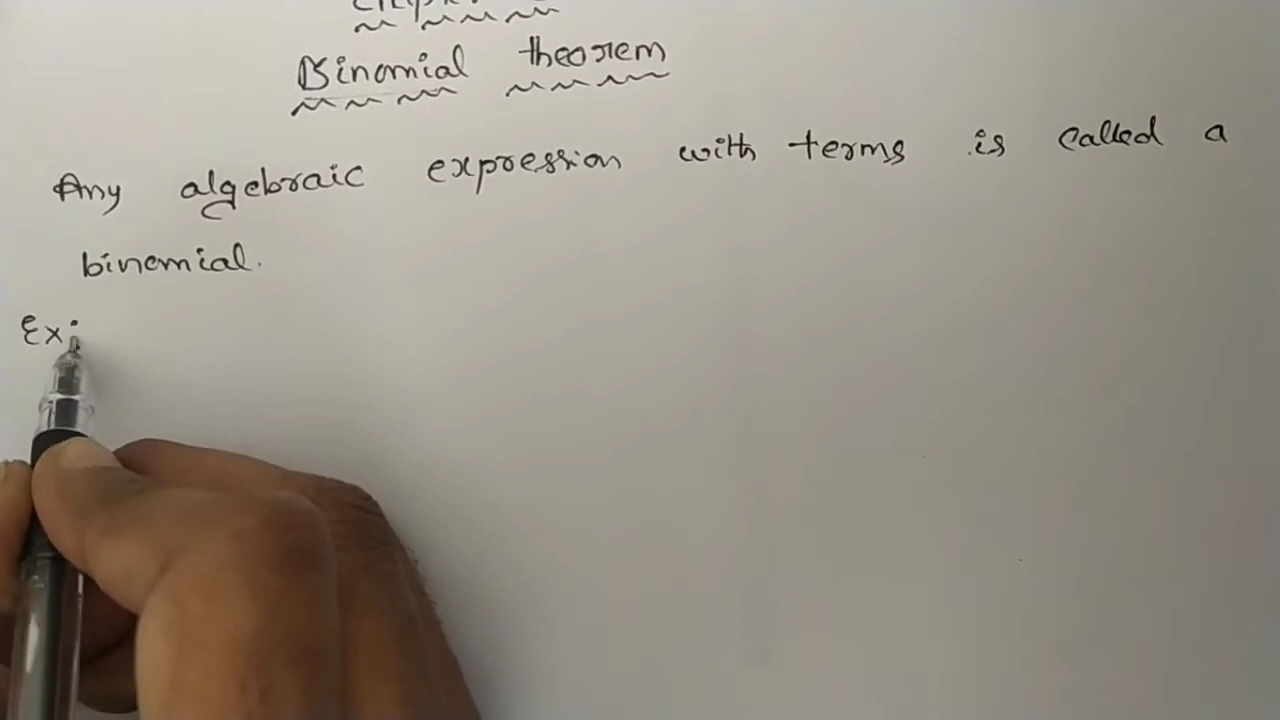 Binomial theorem
Any algebraic expression with terms is called a
binomial.
Ex: